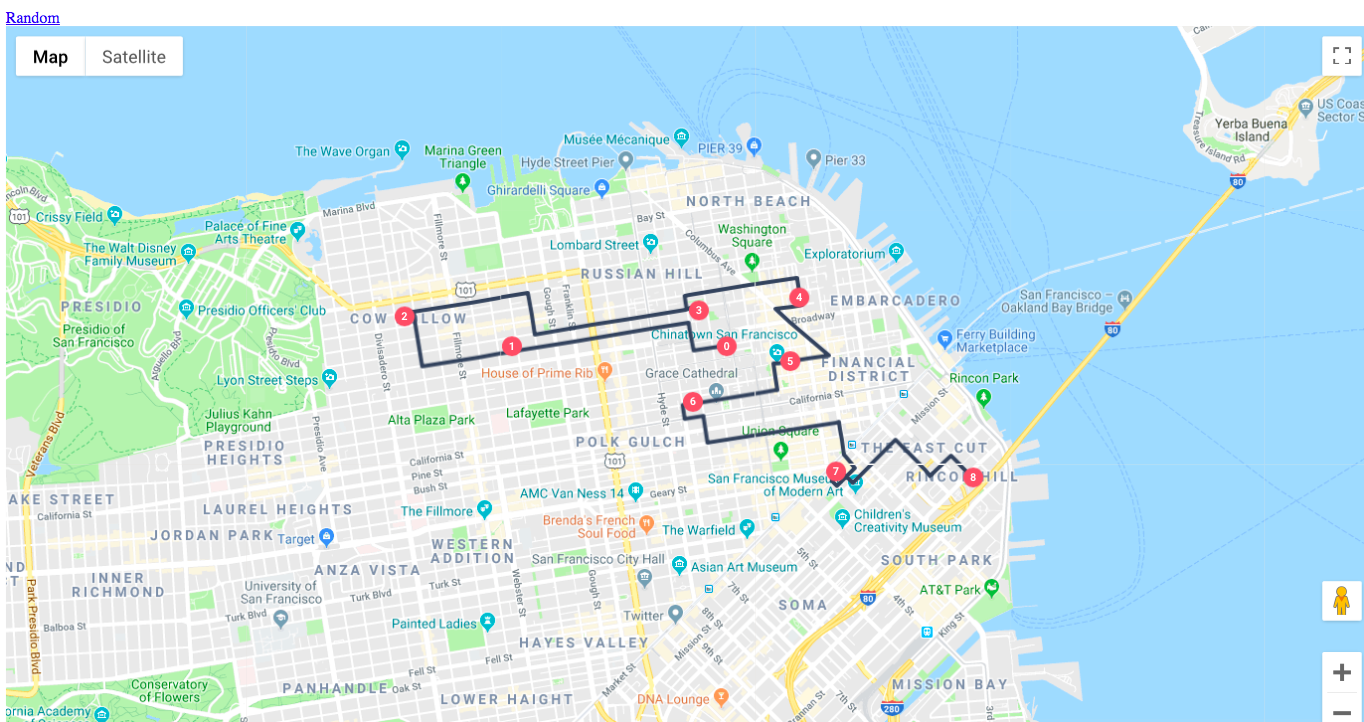 Random
Map
Satellite
US Coas
Sector S
Yerba Buena
Island
Treasure Island Rd
80
Musée Mécanique
PIER 39
Pier 33
The Wave Organ
Marina Green
Triangle
Hyde Street Pier
Ghirardelli Square
NORTH BEACH
Lincoln Blvd
101
Crissy Field
Marina Blvd
Palace of Fine
Arts Theatre
Fillmore St
Bay St
Columbus Ave
Washington
Square
The Walt Disney
Family Museum
Lombard Street
Exploratorium
RUSSIAN HILL
101
Gough St
Franklin St
PRESIDIO
Presidio Officers' Club
Presidio of
San Francisco
Arguello Blvd
2
COW HOLLOW
3
4
EMBARCADERO
San Francisco –
Oakland Bay Bridge
80
Broadway
Divisadero St
Fillmore St
1
Chinatown San Francisco
0
Ferry Building
Marketplace
5
FINANCIAL
DISTRICT
House of Prime Rib
Grace Cathedral
Lyon Street Steps
Rincon Park
Julius Kahn
Playground
Alta Plaza Park
Lafayette Park
Hyde St
6
California St
Mission St
Veterans Blvd
PRESIDIO
HEIGHTS
Presidio Ave
POLK GULCH
Union Square
THE EAST CUT
101
7
RINCON HILL
8
San Francisco Museum
of Modern Art
LAKE STREET
California St
Pine St
Bush St
AMC Van Ness 14
Geary St
LAUREL HEIGHTS
The Fillmore
Brenda's French
Soul Food
The Warfield
Children's
Creativity Museum
JORDAN PARK
Target
WESTERN
ADDITION
San Francisco City Hall
Asian Art Museum
5th St
SOUTH PARK
ANZA VISTA
INNER
RICHMOND
Turk St
Webster St
Gough St
4th St
AT&T Park
University of
San Francisco
Turk Blvd
80
SOMA
Park Presidio Blvd
Balboa St
Painted Ladies
Twitter
9th St
8th St
7th St
King St
HAYES VALLEY
Mission St
Fell St
Market St
Conservatory
of Flowers
PANHANDLE
Oak St
Fell St
LOWER HAIGHT
DNA Lounge
MISSION BAY
280
3rd St
Brannan St
ornia Academy